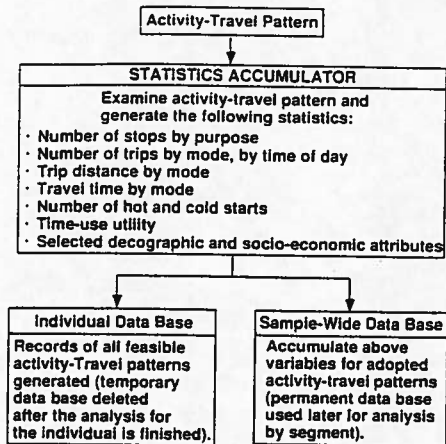 Activity-Travel Pattern
STATISTICS ACCUMULATOR
Examine activity-travel pattern and
generate the following statistics:
· Number of stops by purpose
· Number of trips by mode, by time of day
· Trip distance by mode
· Travel time by mode
· Number of hot and cold starts
· Time-use utility
· Selected decographic and socio-economic attributes
Individual Data Base
Records of all feasible
activity-Travel patterns
generated (temporary
data base deleted
after the analysis for
the individual is finished).
Sample-Wide Data Base
Accumulate above
variables for adopted
activity-travel patterns
(permanent data base
used later for analysis
by segment).